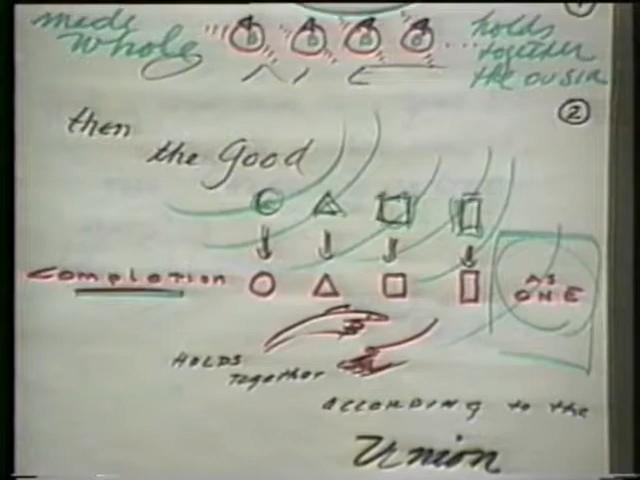 made whole
holds together the ousia
②
then the Good
Completion
AS ONE
HOLDS Together
ACCORDING to the
Union